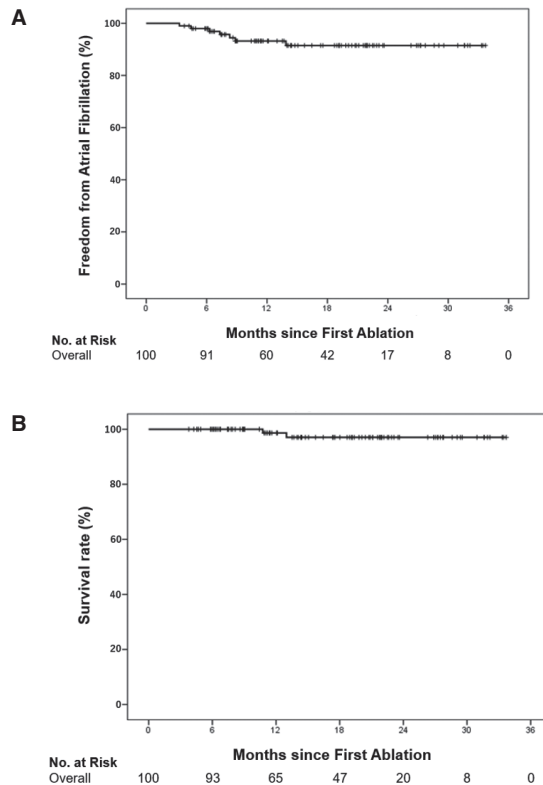 A
Freedom from Atrial Fibrillation (%)
100
80
60
40
20
0
0 6 12 18 24 30 36
Months since First Ablation
No. at Risk
Overall 100 91 60 42 17 8 0
B
Survival rate (%)
100
80
60
40
20
0
0 6 12 18 24 30 36
Months since First Ablation
No. at Risk
Overall 100 93 65 47 20 8 0